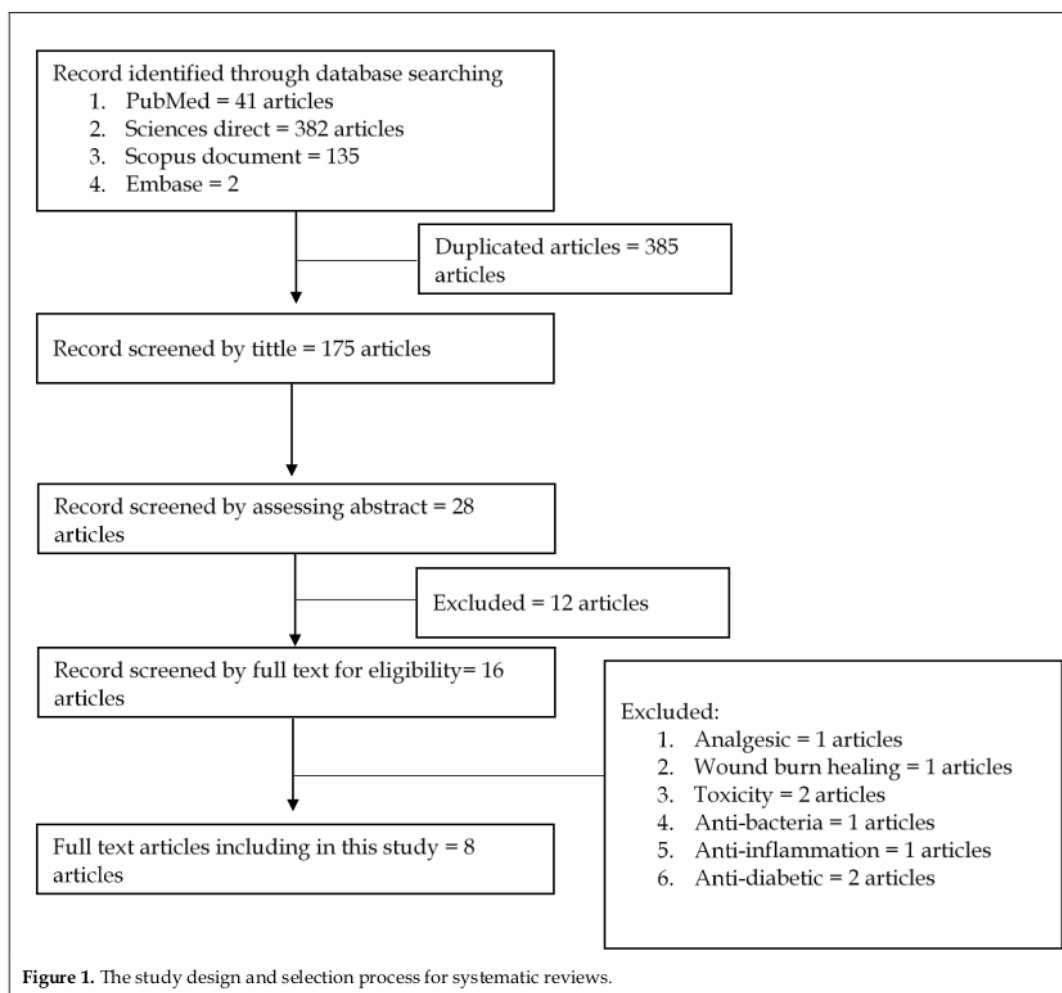 Record identified through database searching
1. PubMed = 41 articles
2. Sciences direct = 382 articles
3. Scopus document = 135
4. Embase = 2
Duplicated articles = 385
articles
Record screened by tittle = 175 articles
Record screened by assessing abstract = 28
articles
Excluded = 12 articles
Record screened by full text for eligibility= 16
articles
Excluded:
1. Analgesic = 1 articles
2. Wound burn healing = 1 articles
3. Toxicity = 2 articles
4. Anti-bacteria = 1 articles
5. Anti-inflammation = 1 articles
6. Anti-diabetic = 2 articles
Full text articles including in this study = 8
articles
Figure 1. The study design and selection process for systematic reviews.